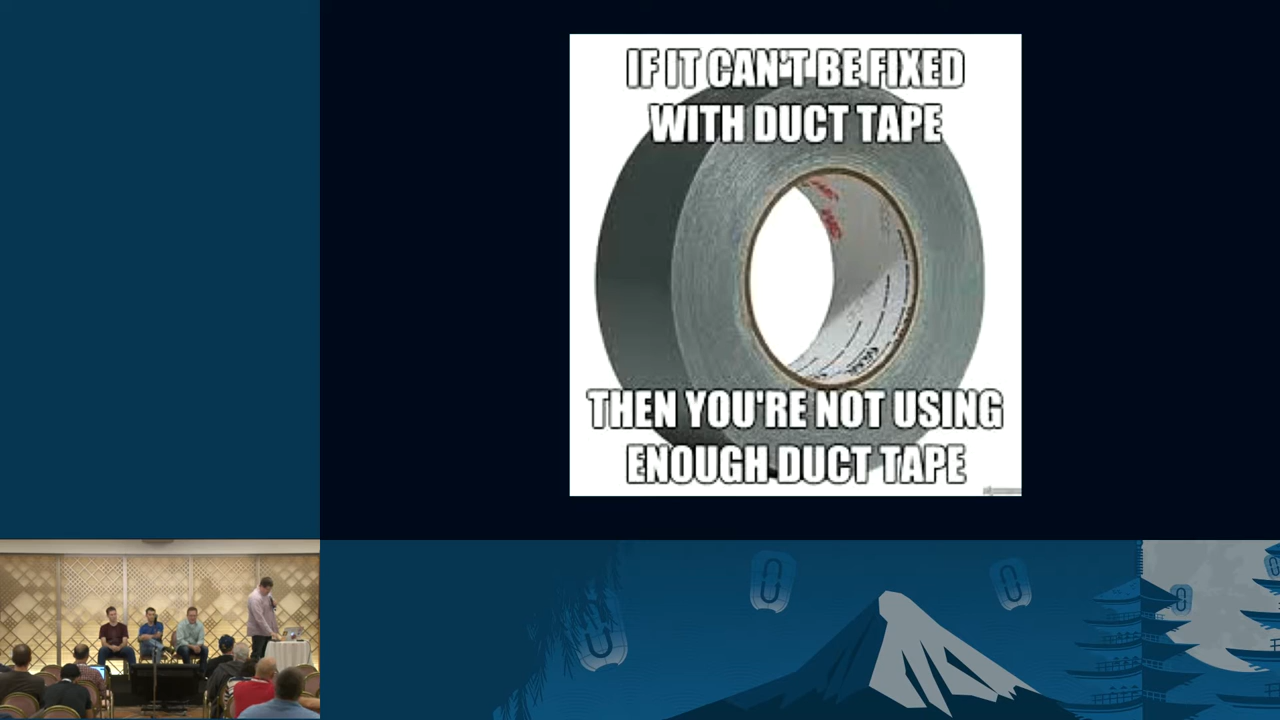 IF IT CAN'T BE FIXED
WITH DUCT TAPE
THEN YOU'RE NOT USING
ENOUGH DUCT TAPE